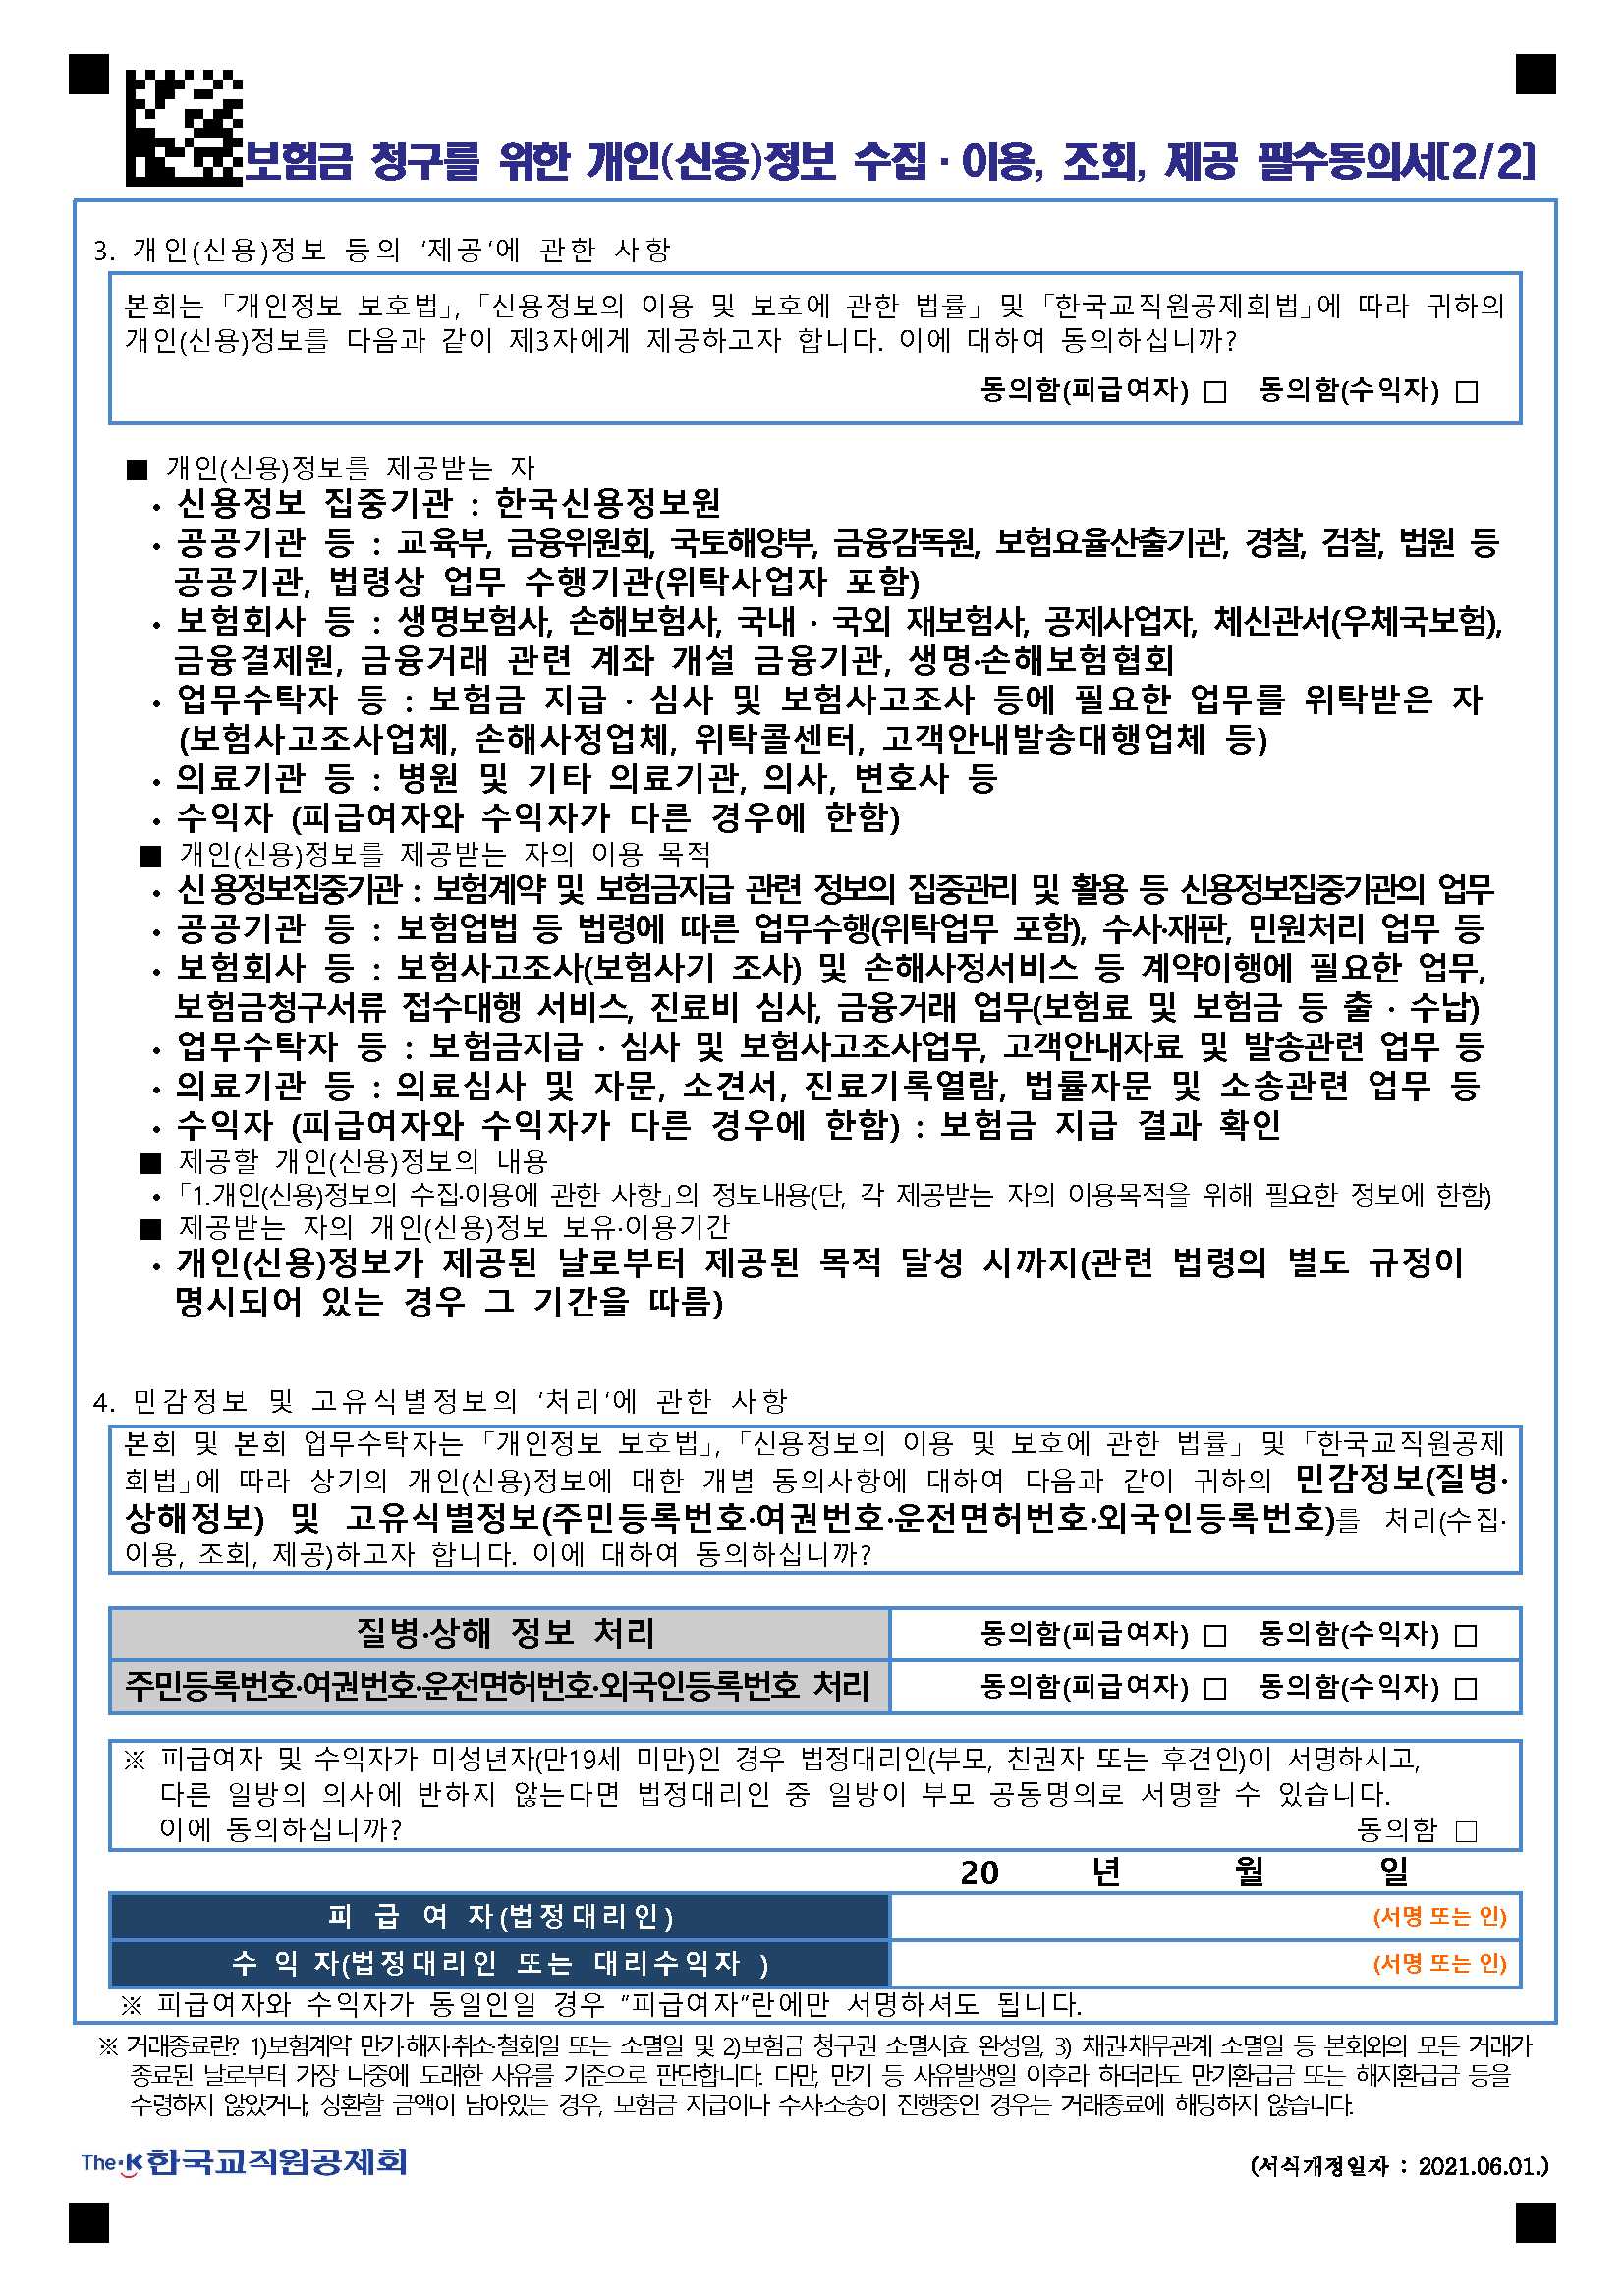 보험금 청구를 위한 개인(신용)정보 수집·이용, 조회, 제공 필수동의서[2/2]
3. 개인(신용)정보 등의 '제공'에 관한 사항
본회는 「개인정보 보호법」, 「신용정보의 이용 및 보호에 관한 법률」 및 「한국교직원공제회법」에 따라 귀하의
개인(신용)정보를 다음과 같이 제3자에게 제공하고자 합니다. 이에 대하여 동의하십니까?
동의함(피급여자) □ 동의함(수익자) □
■ 개인(신용)정보를 제공받는 자
• 신용정보 집중기관 : 한국신용정보원
• 공공기관 등 : 교육부, 금융위원회, 국토해양부, 금융감독원, 보험요율산출기관, 경찰, 검찰, 법원 등
공공기관, 법령상 업무 수행기관(위탁사업자 포함)
• 보험회사 등 : 생명보험사, 손해보험사, 국내 · 국외 재보험사, 공제사업자, 체신관서(우체국보험),
금융결제원, 금융거래 관련 계좌 개설 금융기관, 생명·손해보험협회
• 업무수탁자 등 : 보험금 지급 · 심사 및 보험사고조사 등에 필요한 업무를 위탁받은 자
(보험사고조사업체, 손해사정업체, 위탁콜센터, 고객안내발송대행업체 등)
• 의료기관 등 : 병원 및 기타 의료기관, 의사, 변호사 등
• 수익자 (피급여자와 수익자가 다른 경우에 한함)
■ 개인(신용)정보를 제공받는 자의 이용 목적
• 신용정보집중기관 : 보험계약 및 보험금지급 관련 정보의 집중관리 및 활용 등 신용정보집중기관의 업무
• 공공기관 등 : 보험업법 등 법령에 따른 업무수행(위탁업무 포함), 수사·재판, 민원처리 업무 등
• 보험회사 등 : 보험사고조사(보험사기 조사) 및 손해사정서비스 등 계약이행에 필요한 업무,
보험금청구서류 접수대행 서비스, 진료비 심사, 금융거래 업무(보험료 및 보험금 등 출 · 수납)
• 업무수탁자 등 : 보험금지급 · 심사 및 보험사고조사업무, 고객안내자료 및 발송관련 업무 등
• 의료기관 등 : 의료심사 및 자문, 소견서, 진료기록열람, 법률자문 및 소송관련 업무 등
• 수익자 (피급여자와 수익자가 다른 경우에 한함) : 보험금 지급 결과 확인
■ 제공할 개인(신용)정보의 내용
• 「1.개인(신용)정보의 수집·이용에 관한 사항」의 정보내용(단, 각 제공받는 자의 이용목적을 위해 필요한 정보에 한함)
■ 제공받는 자의 개인(신용)정보 보유·이용기간
• 개인(신용)정보가 제공된 날로부터 제공된 목적 달성 시까지(관련 법령의 별도 규정이
명시되어 있는 경우 그 기간을 따름)
4. 민감정보 및 고유식별정보의 '처리'에 관한 사항
본회 및 본회 업무수탁자는 「개인정보 보호법」, 「신용정보의 이용 및 보호에 관한 법률」 및 「한국교직원공제
회법」에 따라 상기의 개인(신용)정보에 대한 개별 동의사항에 대하여 다음과 같이 귀하의 민감정보(질병·
상해정보) 및 고유식별정보(주민등록번호·여권번호·운전면허번호·외국인등록번호)를 처리(수집·
이용, 조회, 제공)하고자 합니다. 이에 대하여 동의하십니까?
질병·상해 정보 처리 동의함(피급여자) □ 동의함(수익자) □
주민등록번호·여권번호·운전면허번호·외국인등록번호 처리 동의함(피급여자) □ 동의함(수익자) □
※ 피급여자 및 수익자가 미성년자(만19세 미만)인 경우 법정대리인(부모, 친권자 또는 후견인)이 서명하시고,
다른 일방의 의사에 반하지 않는다면 법정대리인 중 일방이 부모 공동명의로 서명할 수 있습니다.
이에 동의하십니까? 동의함 □
20 년 월 일
피 급 여 자(법정대리인) (서명 또는 인)
수 익 자(법정대리인 또는 대리수익자 ) (서명 또는 인)
※ 피급여자와 수익자가 동일인일 경우 "피급여자"란에만 서명하셔도 됩니다.
※ 거래종료란? 1)보험계약 만기·해지·취소·철회일 또는 소멸일 및 2)보험금 청구권 소멸시효 완성일, 3) 채권·채무관계 소멸일 등 본회와의 모든 거래가
종료된 날로부터 가장 나중에 도래한 사유를 기준으로 판단합니다. 다만, 만기 등 사유발생일 이후라 하더라도 만기환급금 또는 해지환급금 등을
수령하지 않았거나, 상환할 금액이 남아있는 경우, 보험금 지급이나 수사·소송이 진행중인 경우는 거래종료에 해당하지 않습니다.
The·K한국교직원공제회
(서식개정일자 : 2021.06.01.)